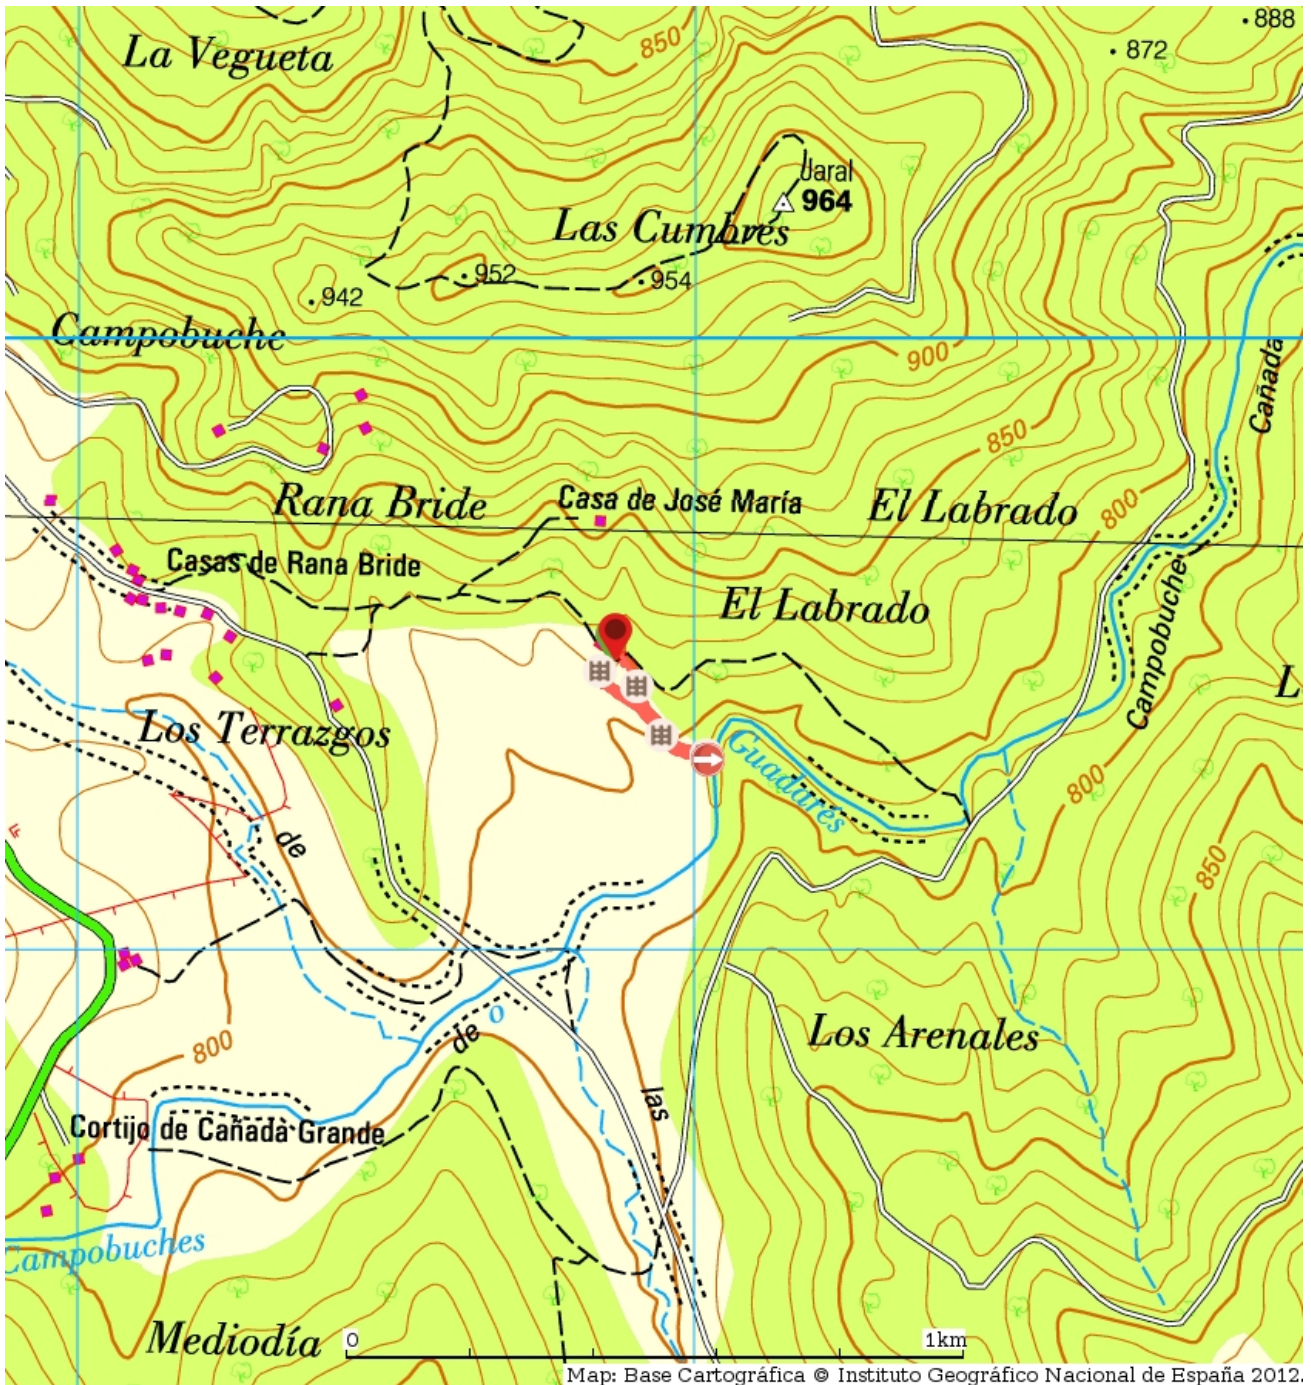 888
850
872
La Vegueta
Jaral
964
Las Cumbres
952
954
942
Campobuche
900
Cañada
850
Casa de José María
Rana Bride
El Labrado
800
Casas de Rana Bride
El Labrado
Campobuche
L
Los Terrazgos
Guadarés
800
de
850
o
Los Arenales
de
800
las
Cortijo de Cañada Grande
Campobuches
Mediodía
0
1km
Map: Base Cartográfica © Instituto Geográfico Nacional de España 2012.